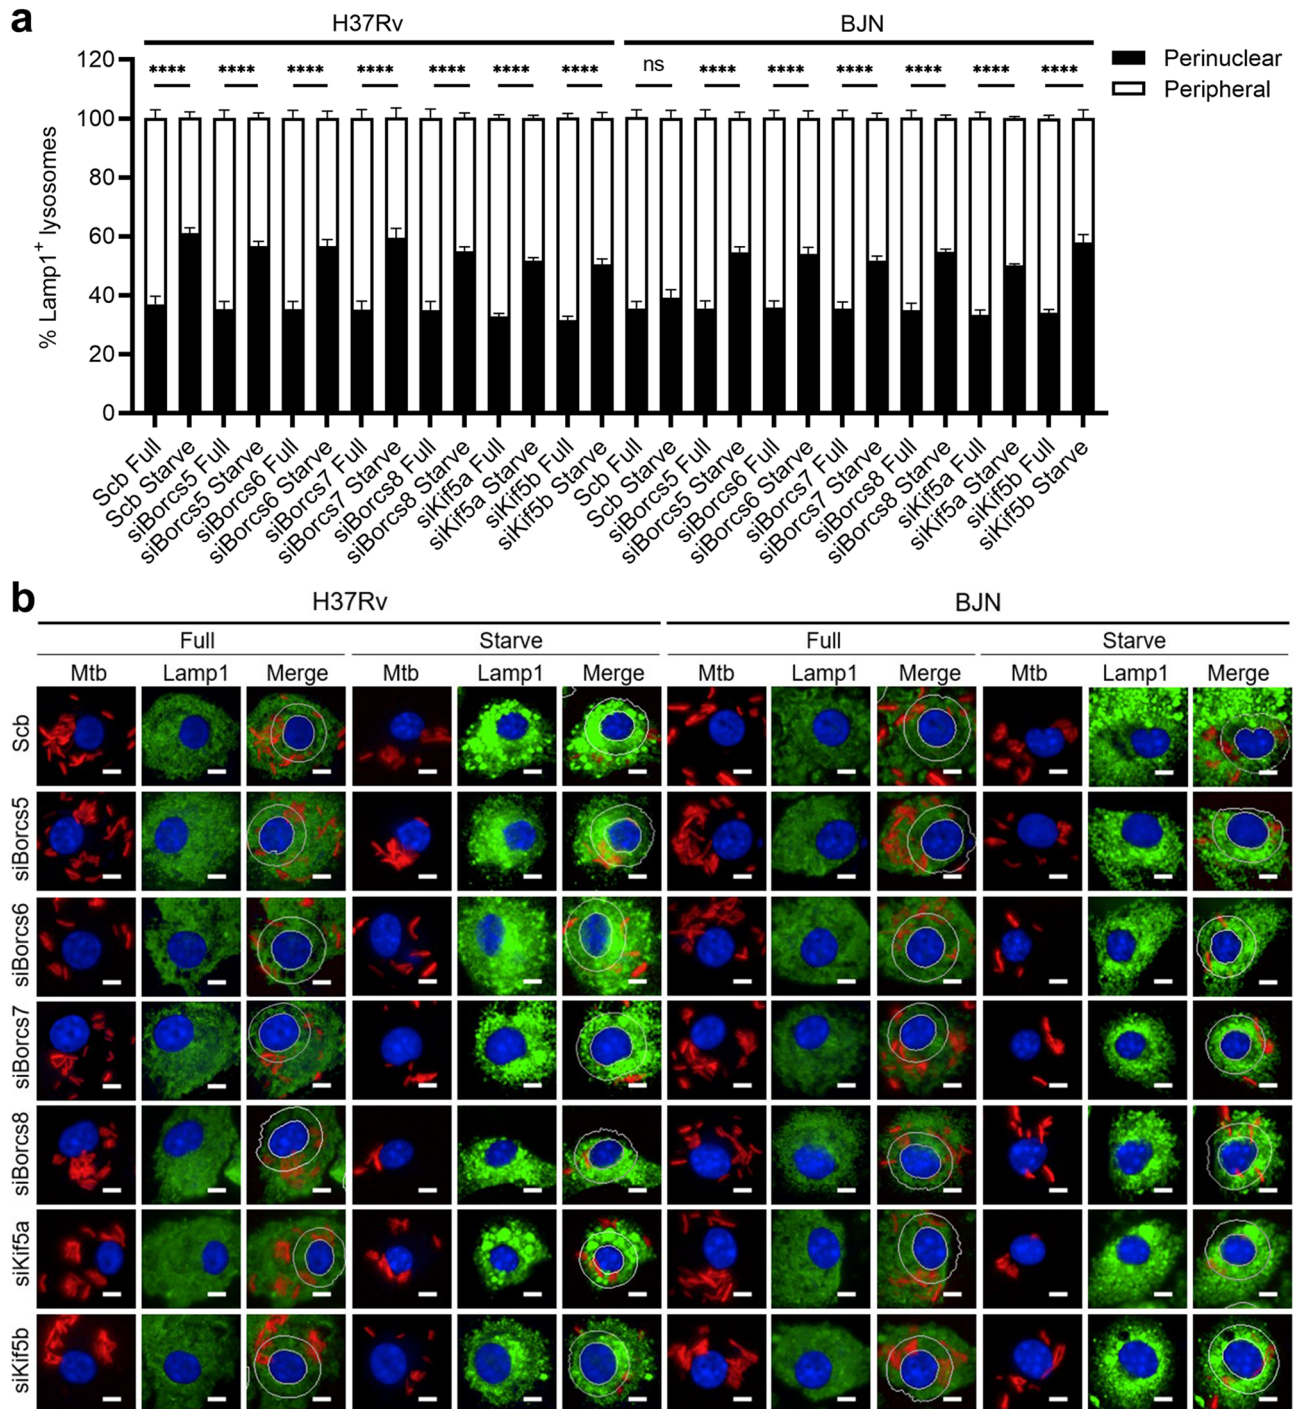 a
H37Rv
BJN
120
100
80
60
40
20
0
% Lamp1+ lysosomes
**** **** **** **** **** **** **** ns **** **** **** **** **** ****
Perinuclear
Peripheral
Scb Full
Scb Starve
siBorcs5 Full
siBorcs5 Starve
siBorcs6 Full
siBorcs6 Starve
siBorcs7 Full
siBorcs7 Starve
siBorcs8 Full
siBorcs8 Starve
siKif5a Full
siKif5a Starve
siKif5b Full
siKif5b Starve
Scb Full
Scb Starve
siBorcs5 Full
siBorcs5 Starve
siBorcs6 Full
siBorcs6 Starve
siBorcs7 Full
siBorcs7 Starve
siBorcs8 Full
siBorcs8 Starve
siKif5a Full
siKif5a Starve
siKif5b Full
siKif5b Starve
b
H37Rv BJN
Full Starve Full Starve
Mtb Lamp1 Merge Mtb Lamp1 Merge Mtb Lamp1 Merge Mtb Lamp1 Merge
Scb
siBorcs5
siBorcs6
siBorcs7
siBorcs8
siKif5a
siKif5b